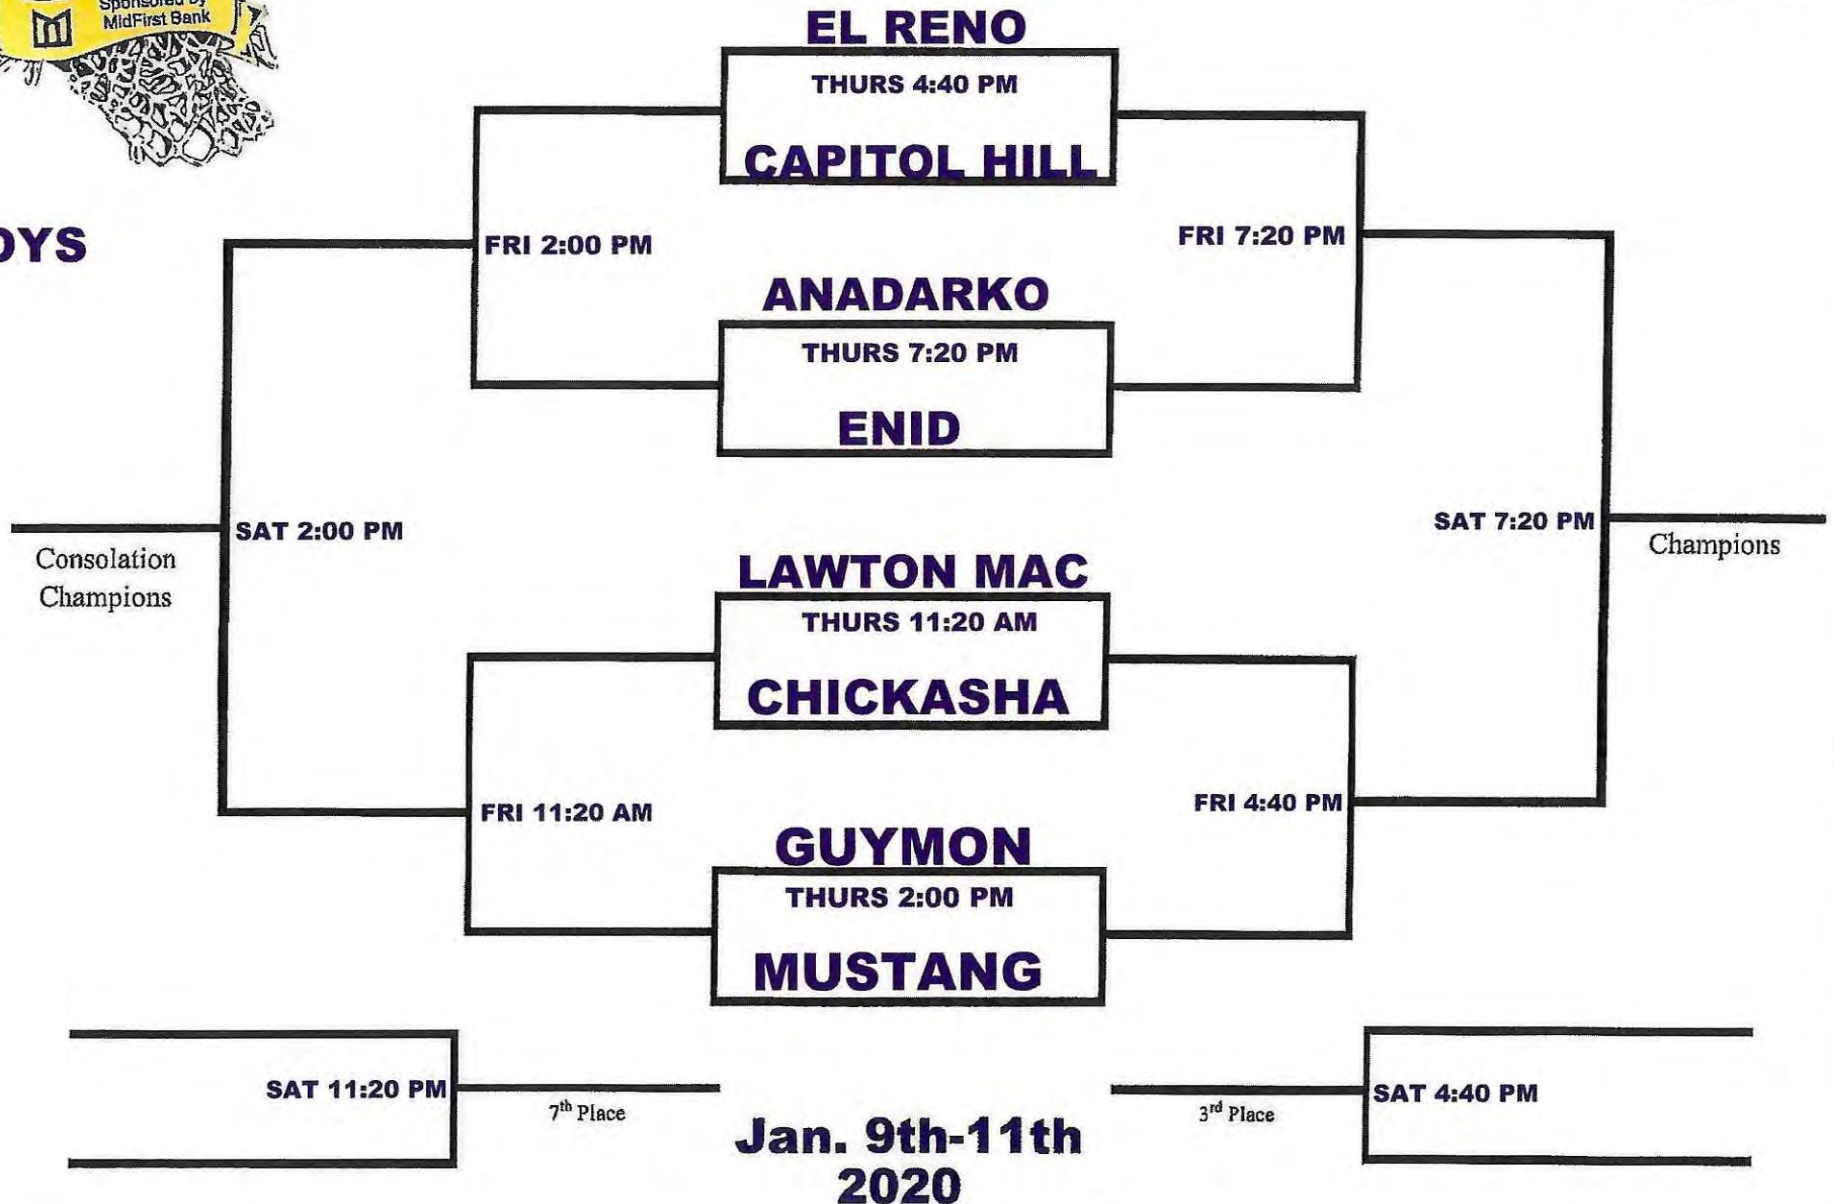 Sponsored by
MidFirst Bank
OYS
EL RENO
THURS 4:40 PM
CAPITOL HILL
FRI 2:00 PM
FRI 7:20 PM
ANADARKO
THURS 7:20 PM
ENID
SAT 2:00 PM
SAT 7:20 PM
Consolation
Champions
Champions
LAWTON MAC
THURS 11:20 AM
CHICKASHA
FRI 11:20 AM
FRI 4:40 PM
GUYMON
THURS 2:00 PM
MUSTANG
SAT 11:20 PM
7th Place
3rd Place
SAT 4:40 PM
Jan. 9th-11th
2020